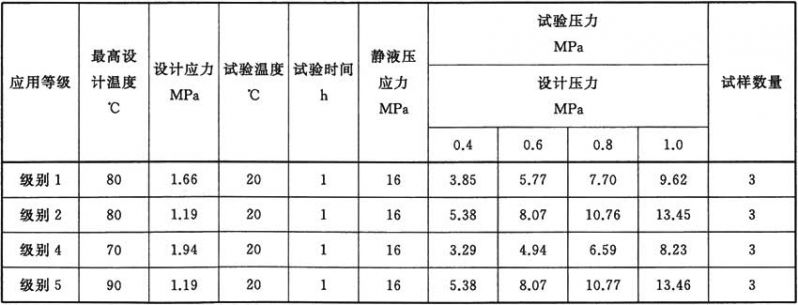 应用等级 最高设计温度 ℃ 设计应力 MPa 试验温度 ℃ 试验时间 h 静液压应力 MPa 试验压力 MPa 试样数量
设计压力 MPa
0.4 0.6 0.8 1.0
级别 1 80 1.66 20 1 16 3.85 5.77 7.70 9.62 3
级别 2 80 1.19 20 1 16 5.38 8.07 10.76 13.45 3
级别 4 70 1.94 20 1 16 3.29 4.94 6.59 8.23 3
级别 5 90 1.19 20 1 16 5.38 8.07 10.77 13.46 3